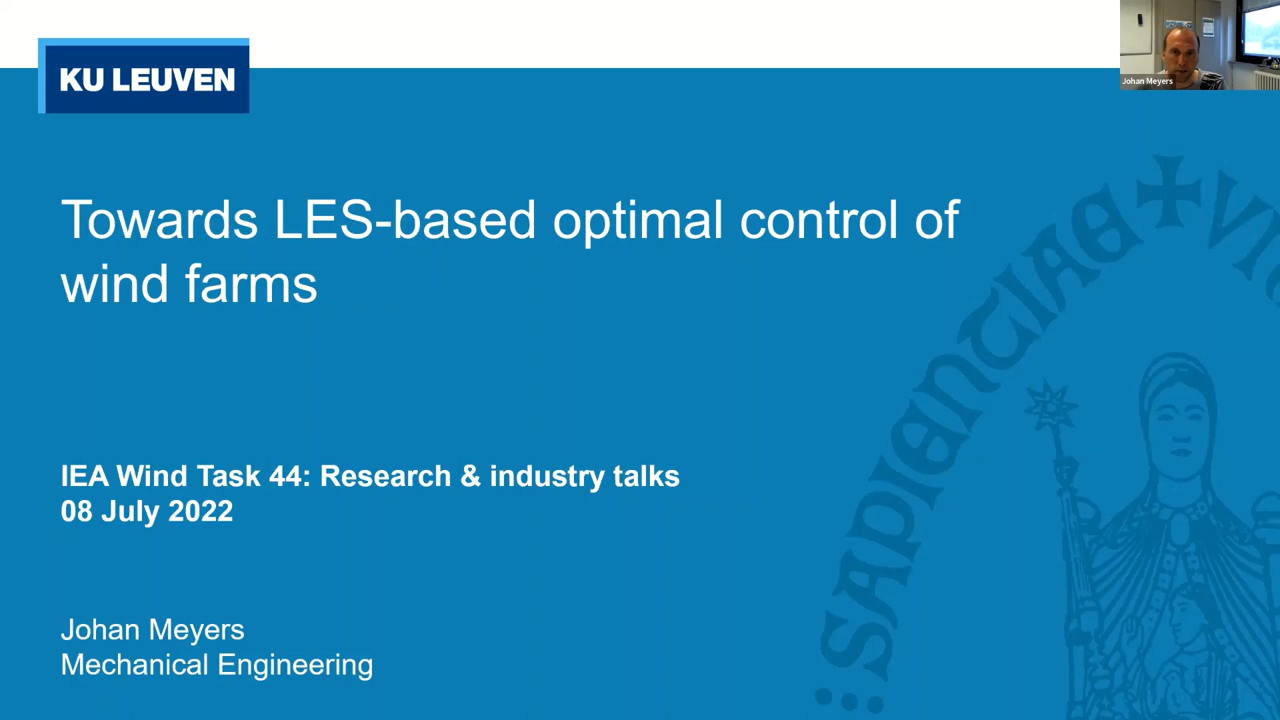 KU LEUVEN
Johan Meyers
Towards LES-based optimal control of
wind farms
IEA Wind Task 44: Research & industry talks
08 July 2022
Johan Meyers
Mechanical Engineering
SAPIENTIAE